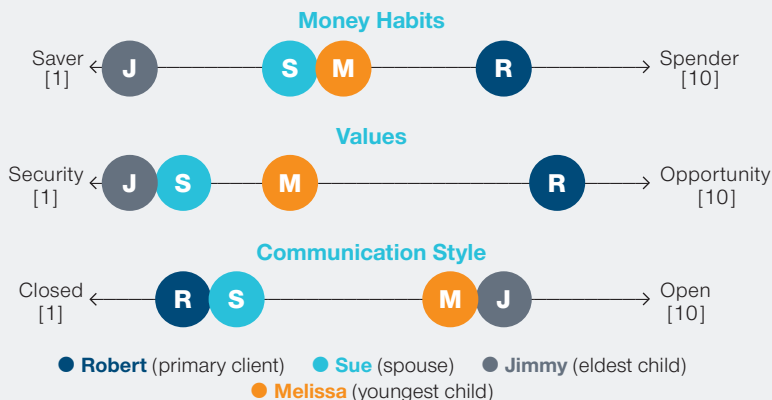 Money Habits
Saver
[1]
J
S
M
R
Spender
[10]
Values
Security
[1]
J
S
M
R
Opportunity
[10]
Communication Style
Closed
[1]
R
S
M
J
Open
[10]
Robert (primary client) Sue (spouse) Jimmy (eldest child)
Melissa (youngest child)